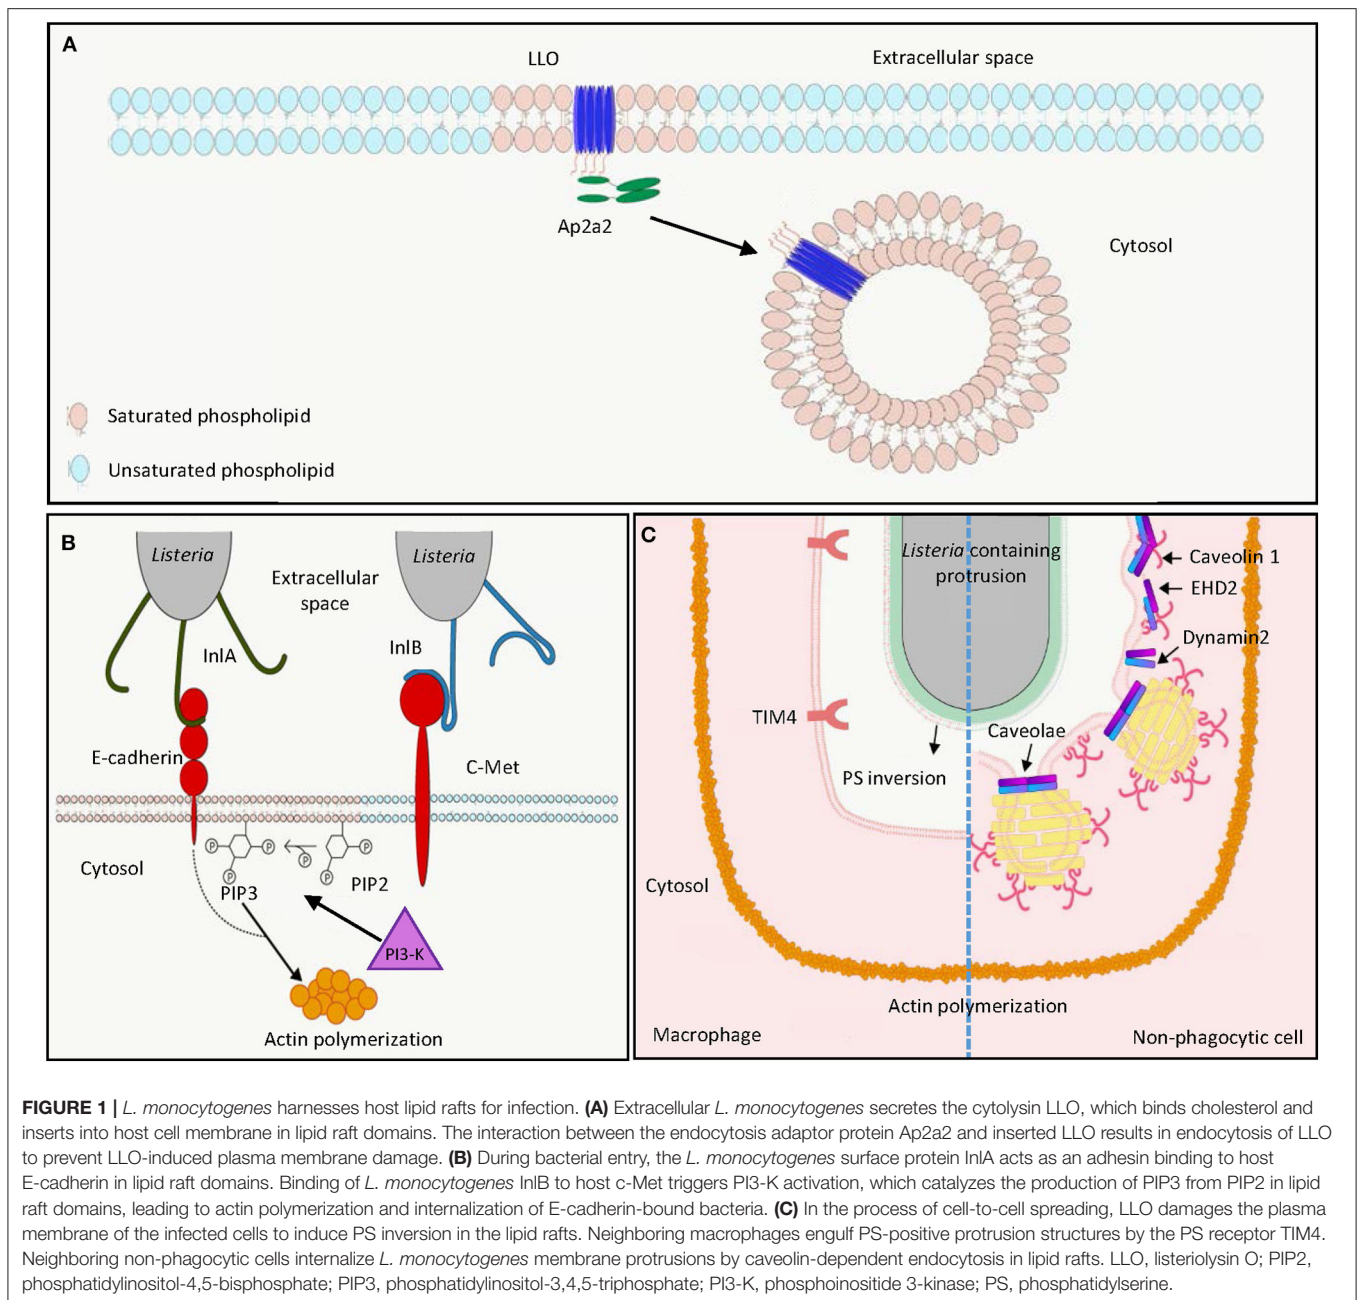 A
LLO
Extracellular space
Ap2a2
Cytosol
Saturated phospholipid
Unsaturated phospholipid
B
Listeria
Listeria
Extracellular
space
InlA
InlB
E-cadherin
C-Met
Cytosol
P
P
P
P
P
P
PIP3
PIP2
PI3-K
Actin polymerization
C
Listeria containing
protrusion
Caveolin 1
EHD2
Dynamin2
TIM4
Caveolae
PS inversion
Cytosol
Actin polymerization
Macrophage
Non-phagocytic cell
FIGURE 1 | L. monocytogenes harnesses host lipid rafts for infection. (A) Extracellular L. monocytogenes secretes the cytolysin LLO, which binds cholesterol and
inserts into host cell membrane in lipid raft domains. The interaction between the endocytosis adaptor protein Ap2a2 and inserted LLO results in endocytosis of LLO
to prevent LLO-induced plasma membrane damage. (B) During bacterial entry, the L. monocytogenes surface protein InlA acts as an adhesin binding to host
E-cadherin in lipid raft domains. Binding of L. monocytogenes InlB to host c-Met triggers PI3-K activation, which catalyzes the production of PIP3 from PIP2 in lipid
raft domains, leading to actin polymerization and internalization of E-cadherin-bound bacteria. (C) In the process of cell-to-cell spreading, LLO damages the plasma
membrane of the infected cells to induce PS inversion in the lipid rafts. Neighboring macrophages engulf PS-positive protrusion structures by the PS receptor TIM4.
Neighboring non-phagocytic cells internalize L. monocytogenes membrane protrusions by caveolin-dependent endocytosis in lipid rafts. LLO, listeriolysin O; PIP2,
phosphatidylinositol-4,5-bisphosphate; PIP3, phosphatidylinositol-3,4,5-triphosphate; PI3-K, phosphoinositide 3-kinase; PS, phosphatidylserine.